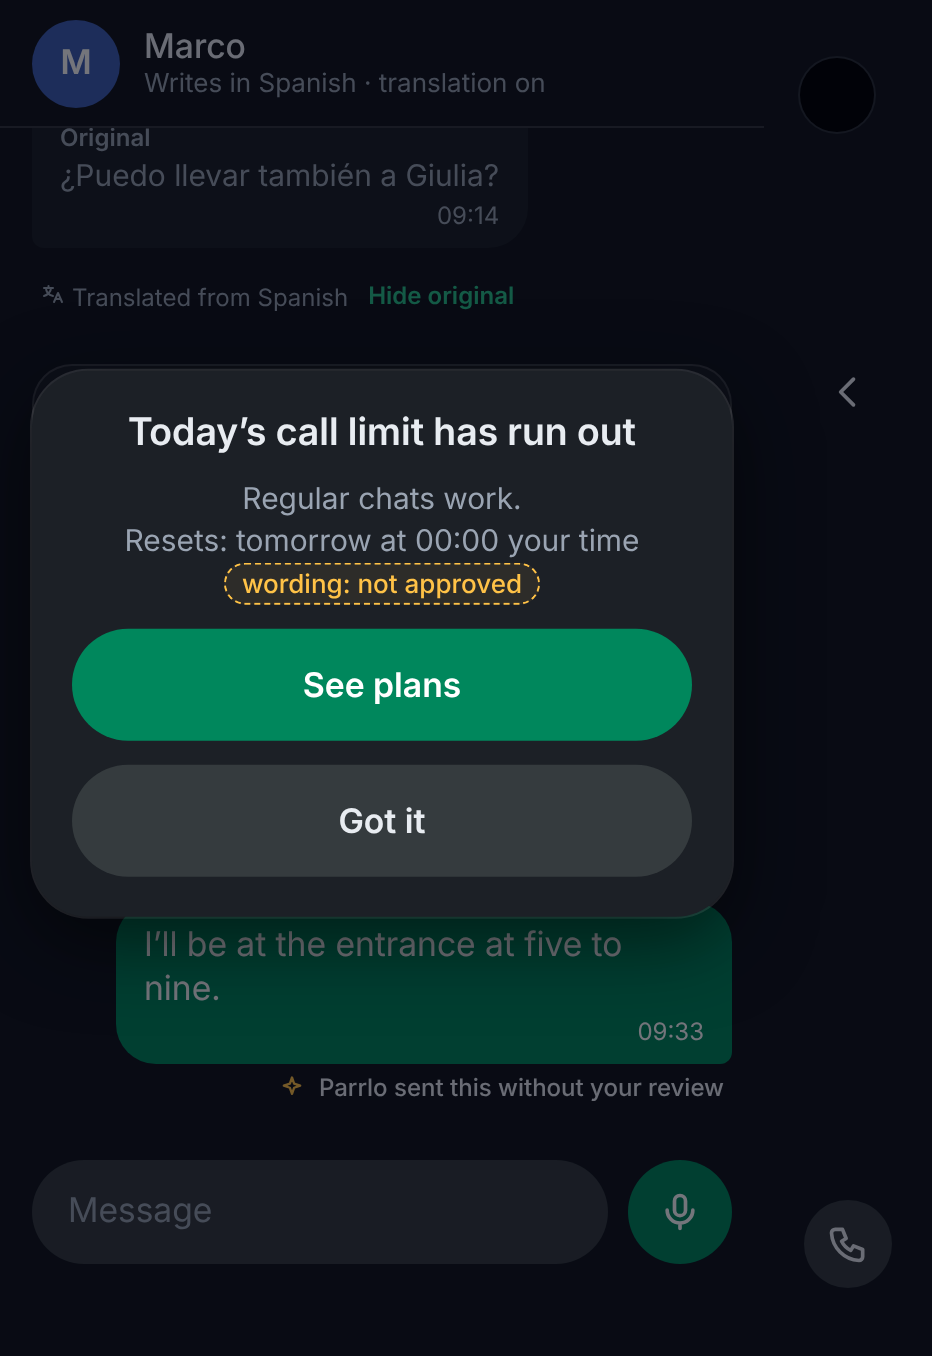 M
Marco
Writes in Spanish · translation on
Original
¿Puedo llevar también a Giulia?
09:14
Translated from Spanish Hide original
Today’s call limit has run out
Regular chats work.
Resets: tomorrow at 00:00 your time
wording: not approved
See plans
Got it
I’ll be at the entrance at five to
nine.
09:33
Parrlo sent this without your review
Message